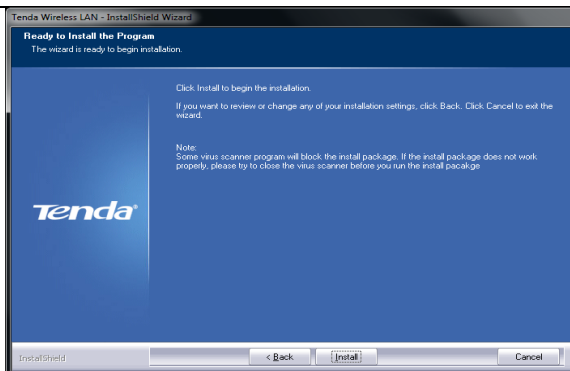 Tenda Wireless LAN - InstallShield Wizard
Ready to Install the Program
The wizard is ready to begin installation.
Click Install to begin the installation.
If you want to review or change any of your installation settings, click Back. Click Cancel to exit the
wizard.
Note:
Some virus scanner program will block the install package. If the install package does not work
properly, please try to close the virus scanner before you run the install pacakge
Tenda®
InstallShield
< Back
Install
Cancel